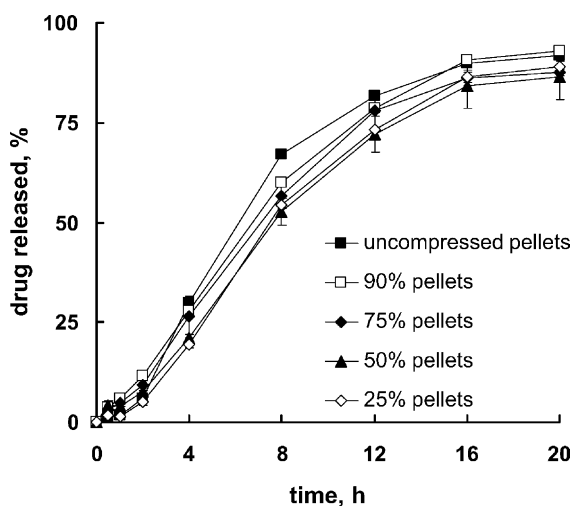 drug released, %
100
75
50
25
0
uncompressed pellets
90% pellets
75% pellets
50% pellets
25% pellets
0 4 8 12 16 20
time, h